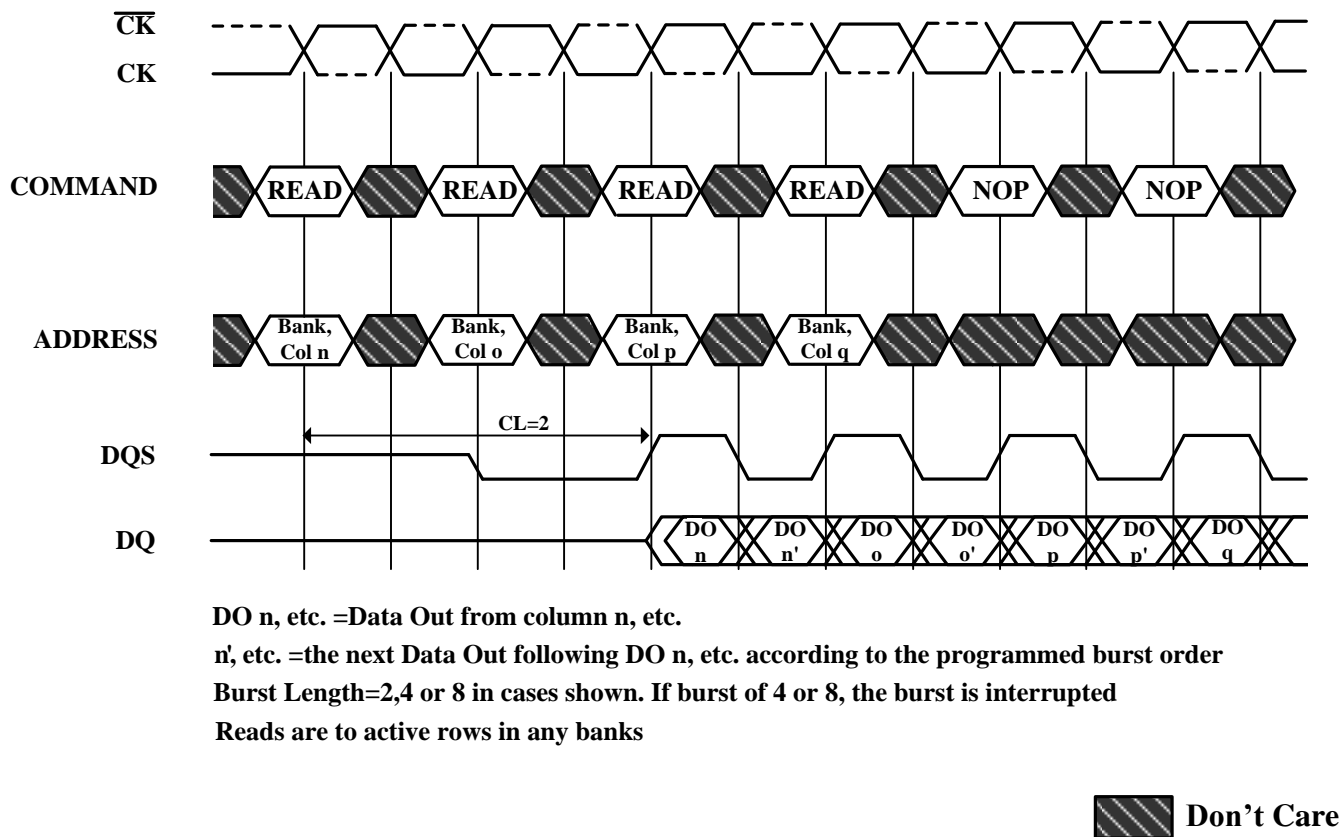 CK
CK
COMMAND READ READ READ READ NOP NOP
ADDRESS Bank, Col n Bank, Col o Bank, Col p Bank, Col q
CL=2
DQS
DQ DO n DO n' DO o DO o' DO p DO p' DO q
DO n, etc. =Data Out from column n, etc.
n', etc. =the next Data Out following DO n, etc. according to the programmed burst order
Burst Length=2,4 or 8 in cases shown. If burst of 4 or 8, the burst is interrupted
Reads are to active rows in any banks
Don't Care